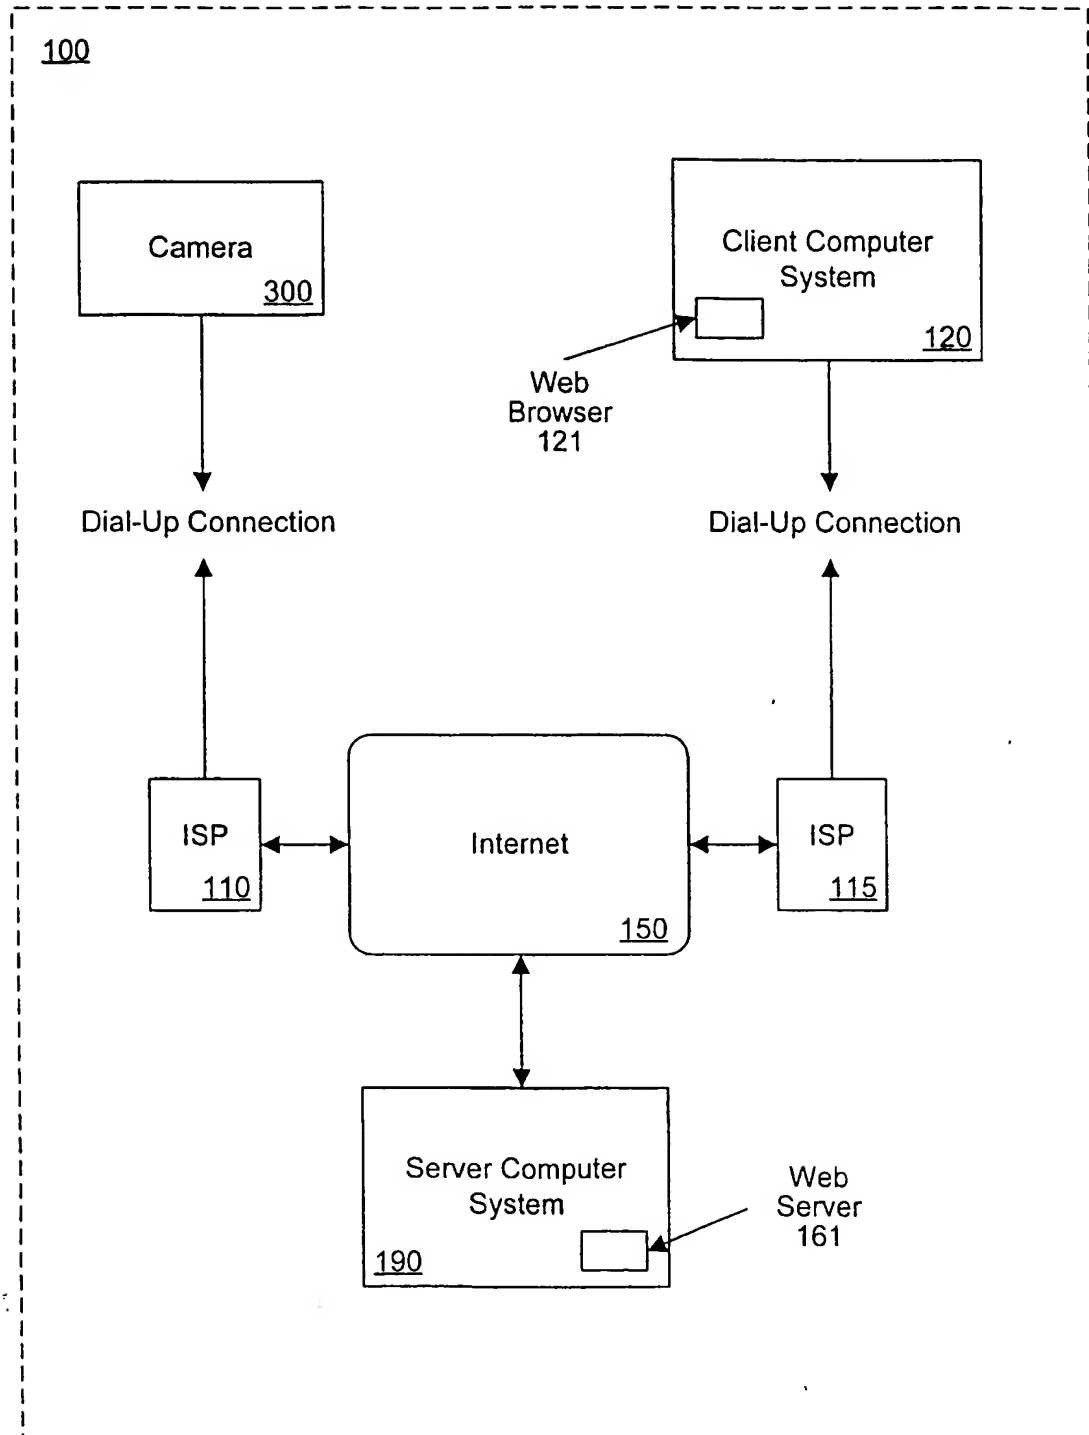 100
Camera
300
Client Computer
System
120
Web
Browser
121
Dial-Up Connection
Dial-Up Connection
ISP
110
Internet
150
ISP
115
Server Computer
System
190
Web
Server
161